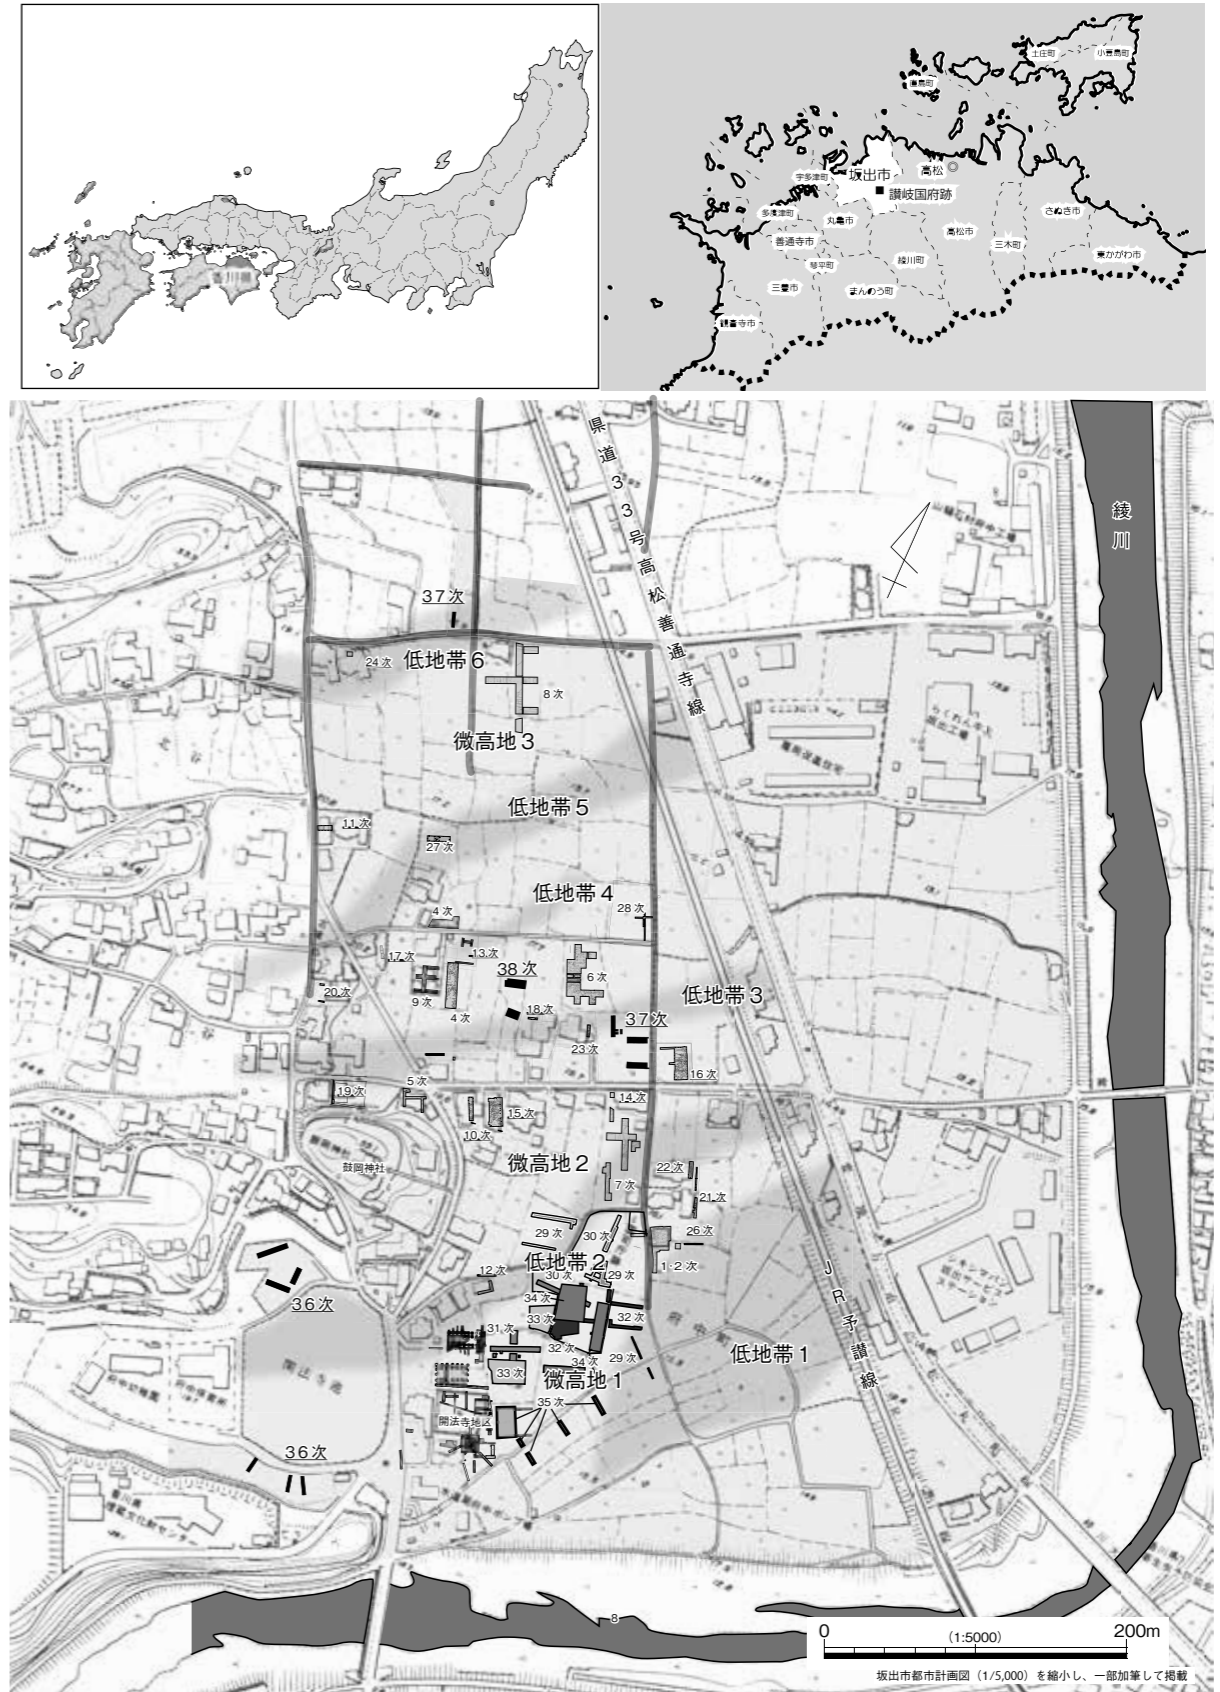 香川県
土庄町
小豆島町
直島町
宇多津町
坂出市
高松
讃岐国府跡
多度津町
丸亀市
さぬき市
善通寺市
高松市
三木町
琴平町
綾川町
東かがわ市
三豊市
まんのう町
観音寺市
県道33号高松善通寺線
綾川
37次
24次
低地帯6
8次
微高地3
低地帯5
11次
27次
低地帯4
4次
28次
17次
13次
38次
6次
20次
9次
4次
18次
低地帯3
37次
23次
16次
19次
5次
14次
10次
15次
鼓岡神社
微高地2
22次
7次
21次
29次
30次
26次
低地帯2
1・2次
12次
30次
29次
34次
33次
32次
36次
31次
32次
34次
29次
府中町
低地帯1
JR予讃線
33次
微高地1
開法寺池
35次
開法寺地区
36次
8
0
(1:5000)
200m
坂出市都市計画図(1/5,000)を縮小し、一部加筆して掲載